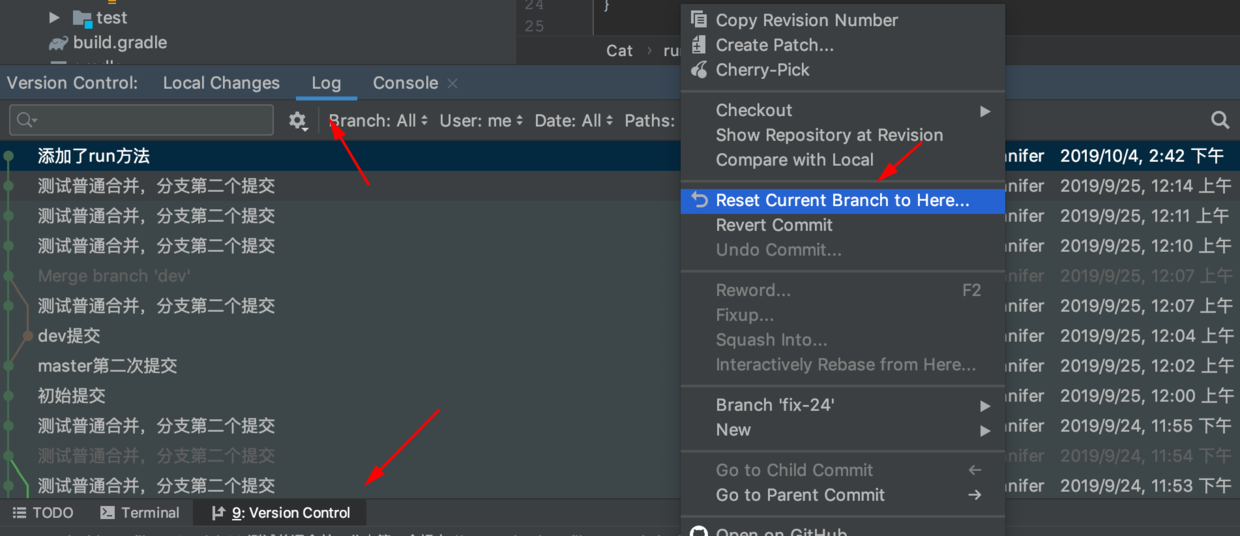 test
build.gradle
24
}
25
Cat › ru
Version Control: Local Changes Log Console ×
Branch: All User: me Date: All Paths:
添加了run方法 nifer 2019/10/4, 2:42 下午
测试普通合并，分支第二个提交 nifer 2019/9/25, 12:14 上午
测试普通合并，分支第二个提交 nifer 2019/9/25, 12:11 上午
测试普通合并，分支第二个提交 nifer 2019/9/25, 12:10 上午
Merge branch 'dev' nifer 2019/9/25, 12:07 上午
测试普通合并，分支第二个提交 nifer 2019/9/25, 12:07 上午
dev提交 nifer 2019/9/25, 12:04 上午
master第二次提交 nifer 2019/9/25, 12:02 上午
初始提交 nifer 2019/9/25, 12:00 上午
测试普通合并，分支第二个提交 nifer 2019/9/24, 11:55 下午
测试普通合并，分支第二个提交 nifer 2019/9/24, 11:54 下午
测试普通合并，分支第二个提交 nifer 2019/9/24, 11:53 下午
Copy Revision Number
Create Patch...
Cherry-Pick
Checkout
Show Repository at Revision
Compare with Local
Reset Current Branch to Here...
Revert Commit
Undo Commit...
Reword... F2
Fixup...
Squash Into...
Interactively Rebase from Here...
Branch 'fix-24'
New
Go to Child Commit ←
Go to Parent Commit →
Open on GitHub
TODO Terminal 9: Version Control